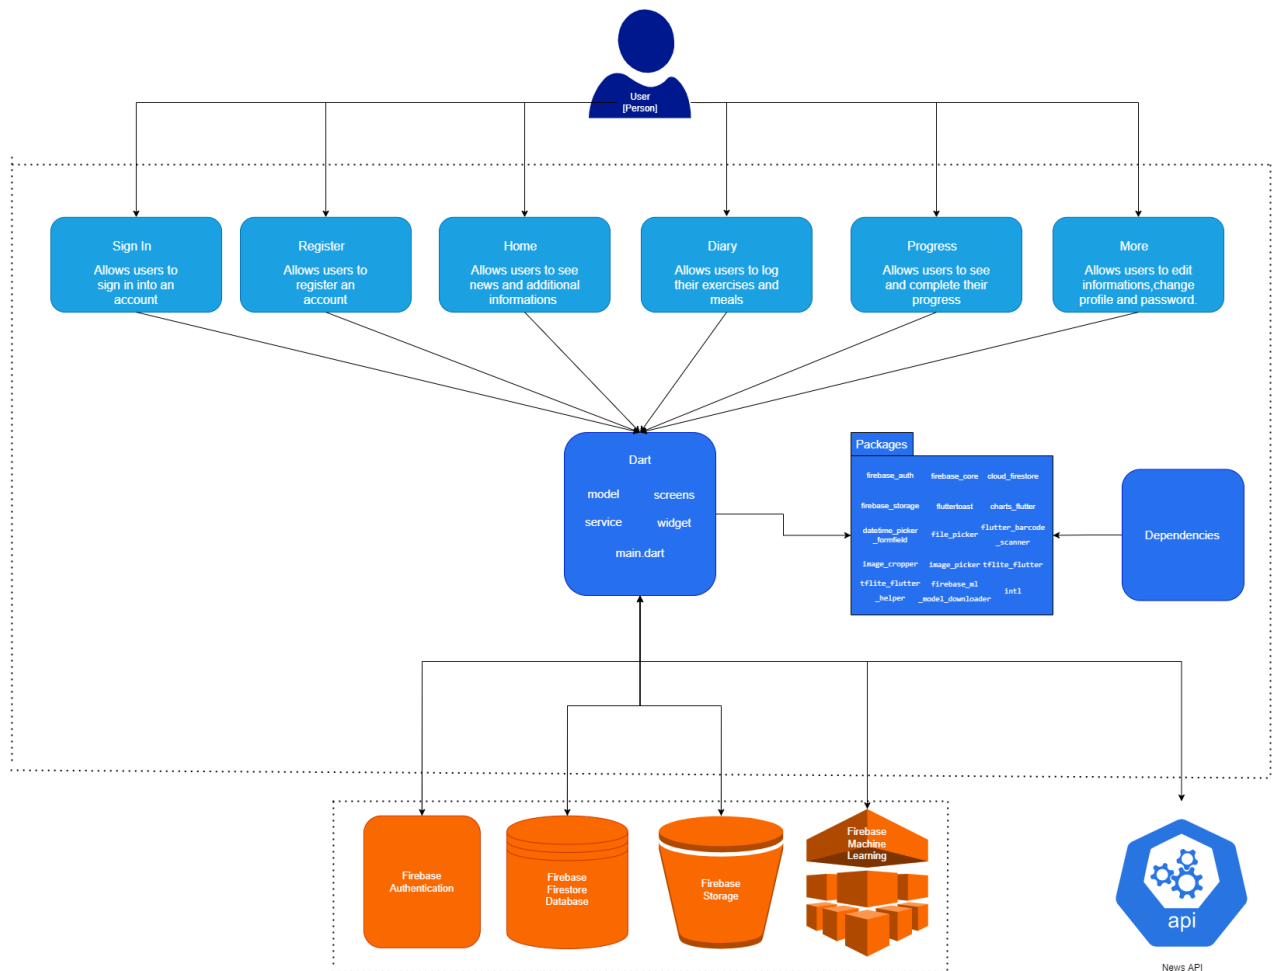 User
[Person]
Sign In
Allows users to
sign in into an
account
Register
Allows users to
register an
account
Home
Allows users to see
news and additional
informations
Diary
Allows users to log
their exercises and
meals
Progress
Allows users to see
and complete their
progress
More
Allows users to edit
informations,change
profile and password.
Dart
model screens
service widget
main.dart
Packages
firebase_auth firebase_core cloud_firestore
firebase_storage fluttertoast charts_flutter
datetime_picker
_formfield
file_picker
flutter_barcode
_scanner
image_cropper image_picker tflite_flutter
tflite_flutter
_helper
firebase_ml
_model_downloader
intl
Dependencies
Firebase
Authentication
Firebase
Firestore
Database
Firebase
Storage
Firebase
Machine
Learning
api
News API